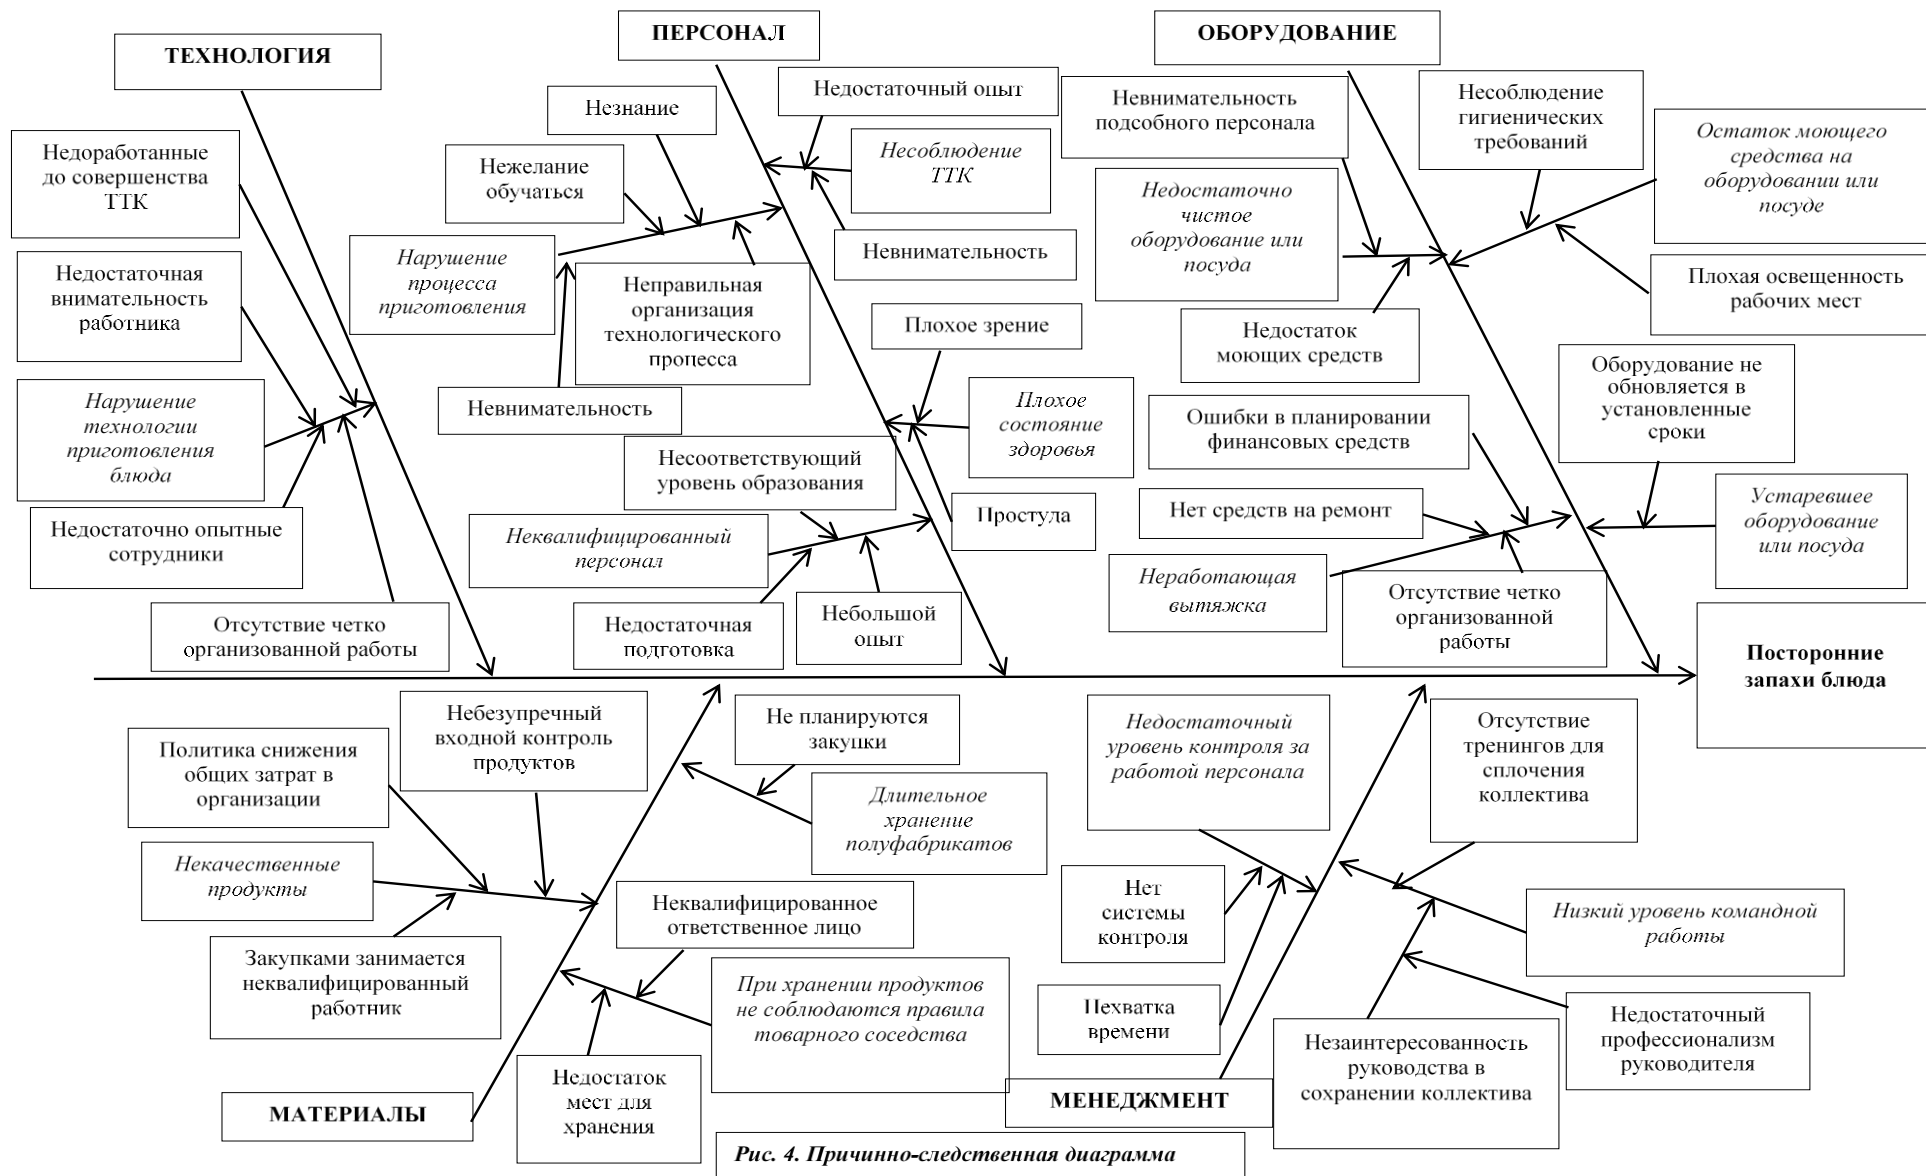 ТЕХНОЛОГИЯ
ПЕРСОНАЛ
ОБОРУДОВАНИЕ
Недоработанные
до совершенства
ТТК
Недостаточная
внимательность
работника
Нарушение
технологии
приготовления
блюда
Недостаточно опытные
сотрудники
Отсутствие четко
организованной работы
Незнание
Нежелание
обучаться
Нарушение
процесса
приготовления
Невнимательность
Неправильная
организация
технологического
процесса
Недостаточный опыт
Несоблюдение
ТТК
Невнимательность
Плохое зрение
Плохое
состояние
здоровья
Простуда
Несоответствующий
уровень образования
Неквалифицированный
персонал
Недостаточная
подготовка
Небольшой
опыт
Невнимательность
подсобного персонала
Недостаточно
чистое
оборудование или
посуда
Недостаток
моющих средств
Несоблюдение
гигиенических
требований
Остаток моющего
средства на
оборудовании или
посуде
Плохая освещенность
рабочих мест
Ошибки в планировании
финансовых средств
Нет средств на ремонт
Неработающая
вытяжка
Отсутствие четко
организованной
работы
Оборудование не
обновляется в
установленные
сроки
Устаревшее
оборудование
или посуда
Посторонние
запахи блюда
Политика снижения
общих затрат в
организации
Небезупречный
входной контроль
продуктов
Некачественные
продукты
Закупками занимается
неквалифицированный
работник
Не планируются
закупки
Длительное
хранение
полуфабрикатов
Неквалифицированное
ответственное лицо
При хранении продуктов
не соблюдаются правила
товарного соседства
Недостаток
мест для
хранения
МАТЕРИАЛЫ
Недостаточный
уровень контроля за
работой персонала
Нет
системы
контроля
Нехватка
времени
Отсутствие
тренингов для
сплочения
коллектива
Низкий уровень командной
работы
Незаинтересованность
руководства в
сохранении коллектива
Недостаточный
профессионализм
руководителя
МЕНЕДЖМЕНТ
Рис. 4. Причинно-следственная диаграмма